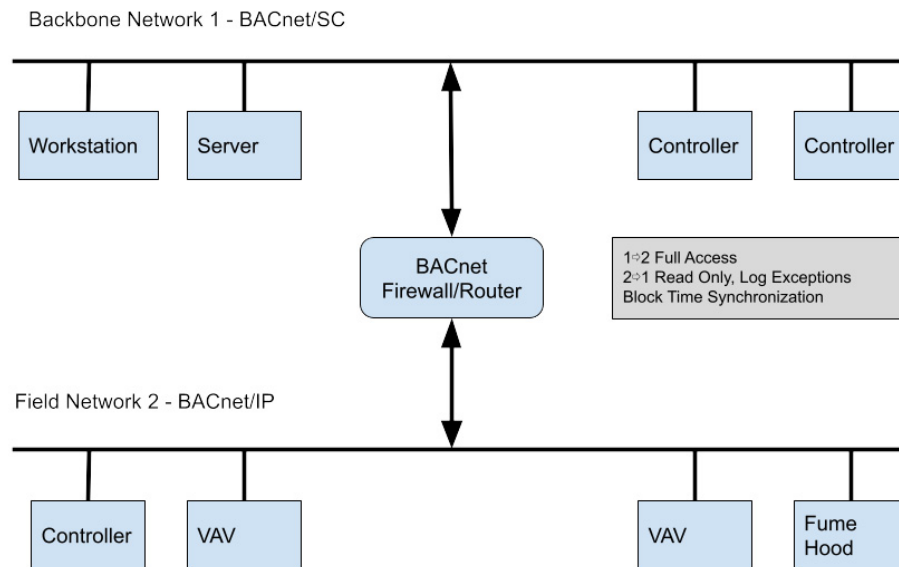 Backbone Network 1 - BACnet/SC
Workstation
Server
Controller
Controller
BACnet
Firewall/Router
1⇨2 Full Access
2⇨1 Read Only, Log Exceptions
Block Time Synchronization
Field Network 2 - BACnet/IP
Controller
VAV
VAV
Fume
Hood